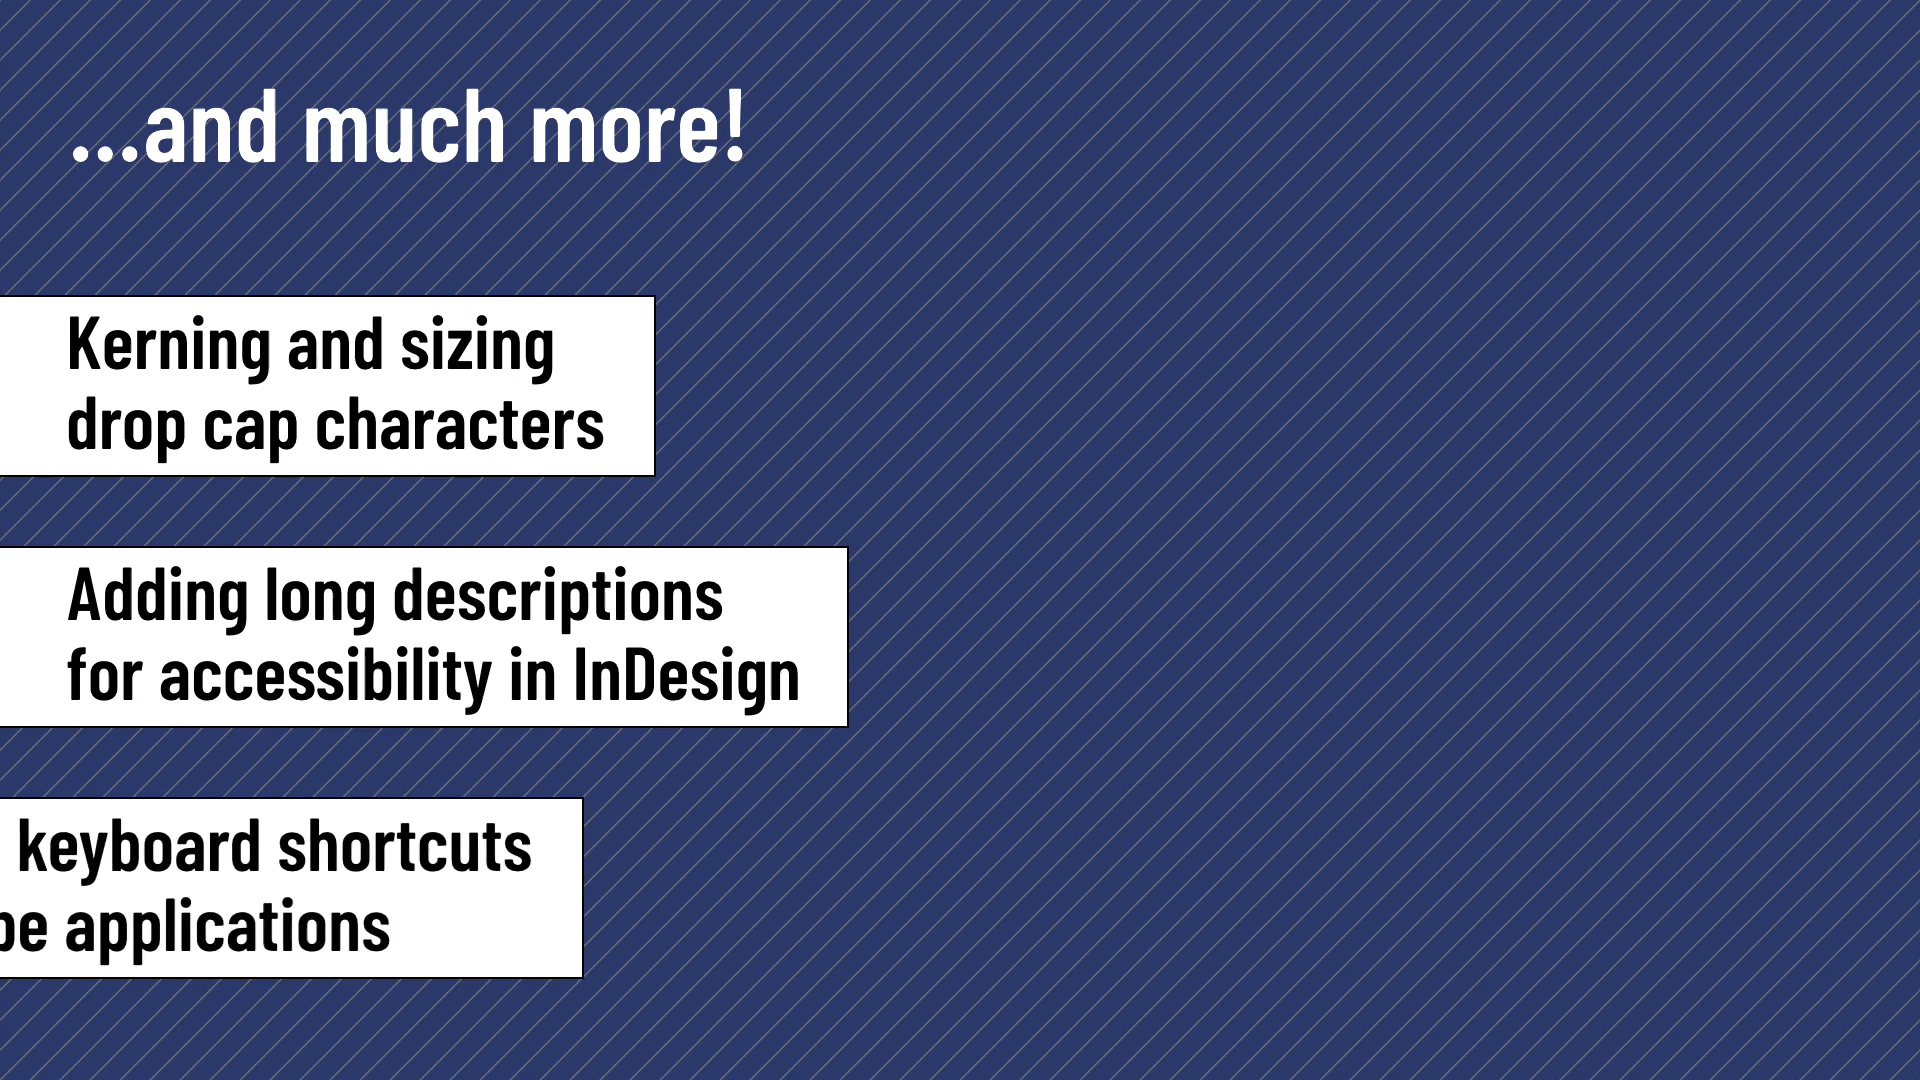 ...and much more!
Kerning and sizing
drop cap characters
Adding long descriptions
for accessibility in InDesign
keyboard shortcuts
applications